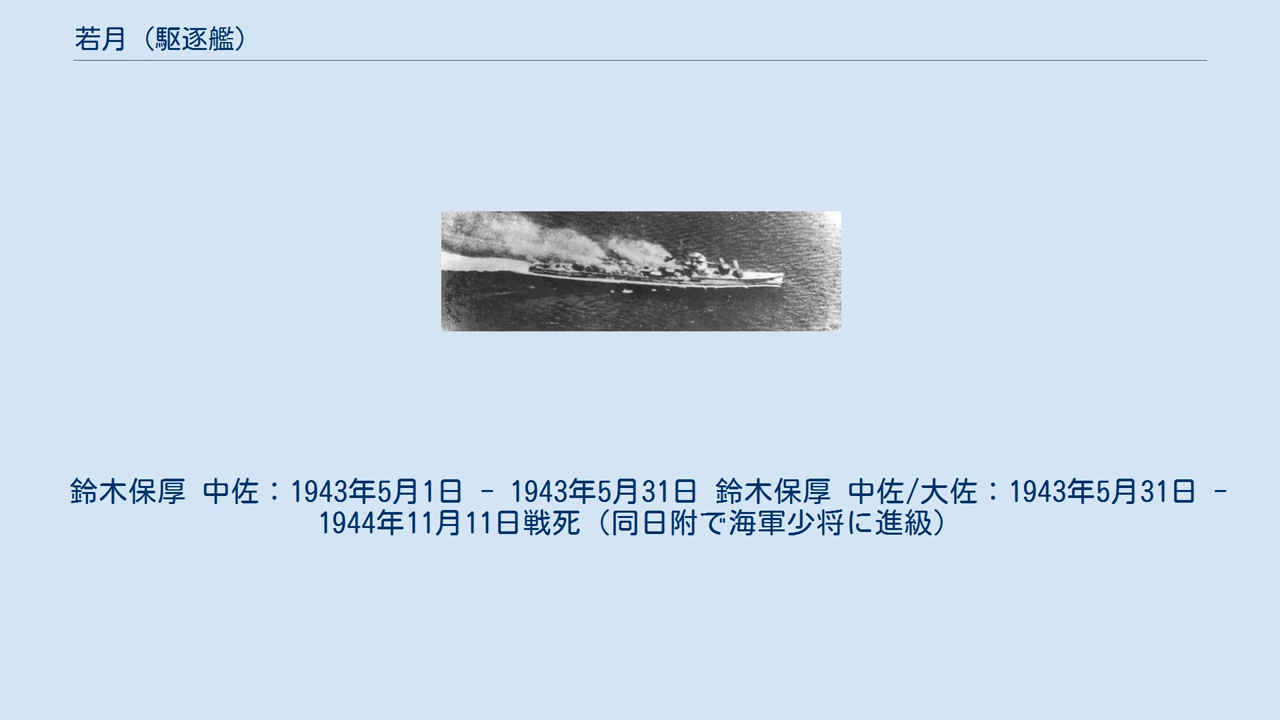 若月（駆逐艦）
鈴木保厚 中佐：1943年5月1日 - 1943年5月31日 鈴木保厚 中佐/大佐：1943年5月31日 -
1944年11月11日戦死（同日附で海軍少将に進級）